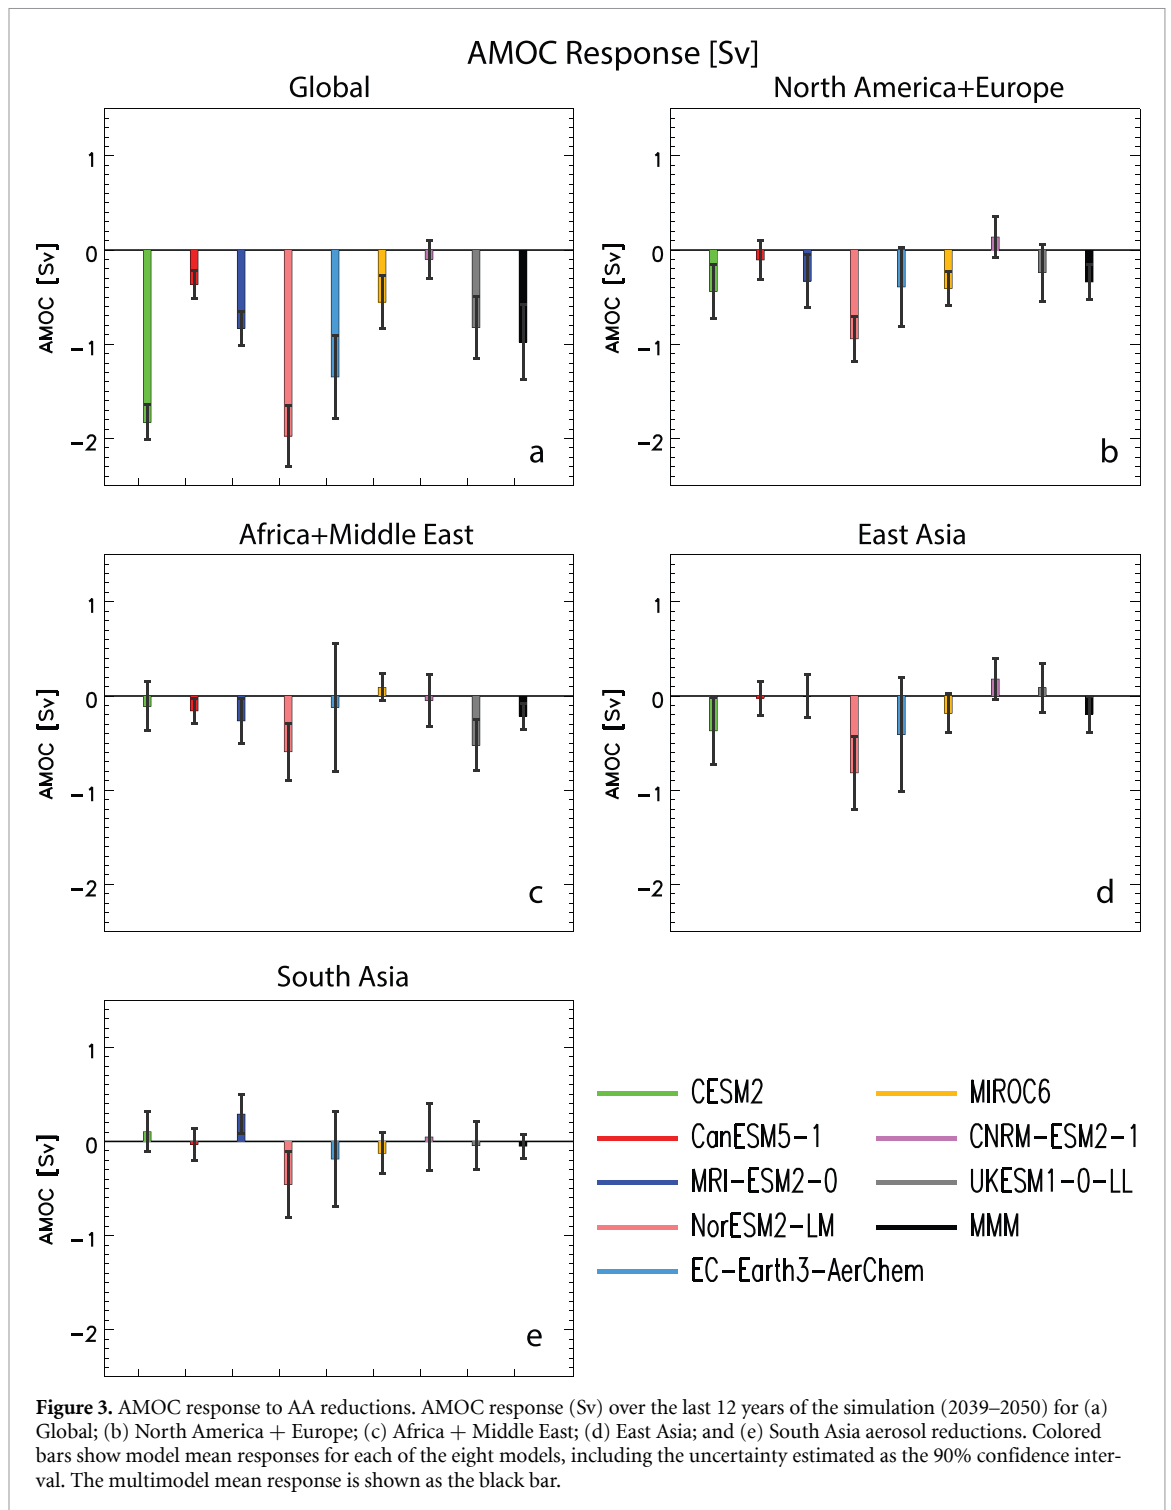 AMOC Response [Sv]
Global
1
0
−1
−2
AMOC [Sv]
a
North America+Europe
1
0
−1
−2
AMOC [Sv]
b
Africa+Middle East
1
0
−1
−2
AMOC [Sv]
c
East Asia
1
0
−1
−2
AMOC [Sv]
d
South Asia
1
0
−1
−2
AMOC [Sv]
e
CESM2
CanESM5−1
MRI−ESM2−0
NorESM2−LM
EC−Earth3−AerChem
MIROC6
CNRM−ESM2−1
UKESM1−0−LL
MMM
Figure 3. AMOC response to AA reductions. AMOC response (Sv) over the last 12 years of the simulation (2039–2050) for (a)
Global; (b) North America + Europe; (c) Africa + Middle East; (d) East Asia; and (e) South Asia aerosol reductions. Colored
bars show model mean responses for each of the eight models, including the uncertainty estimated as the 90% confidence inter-
val. The multimodel mean response is shown as the black bar.